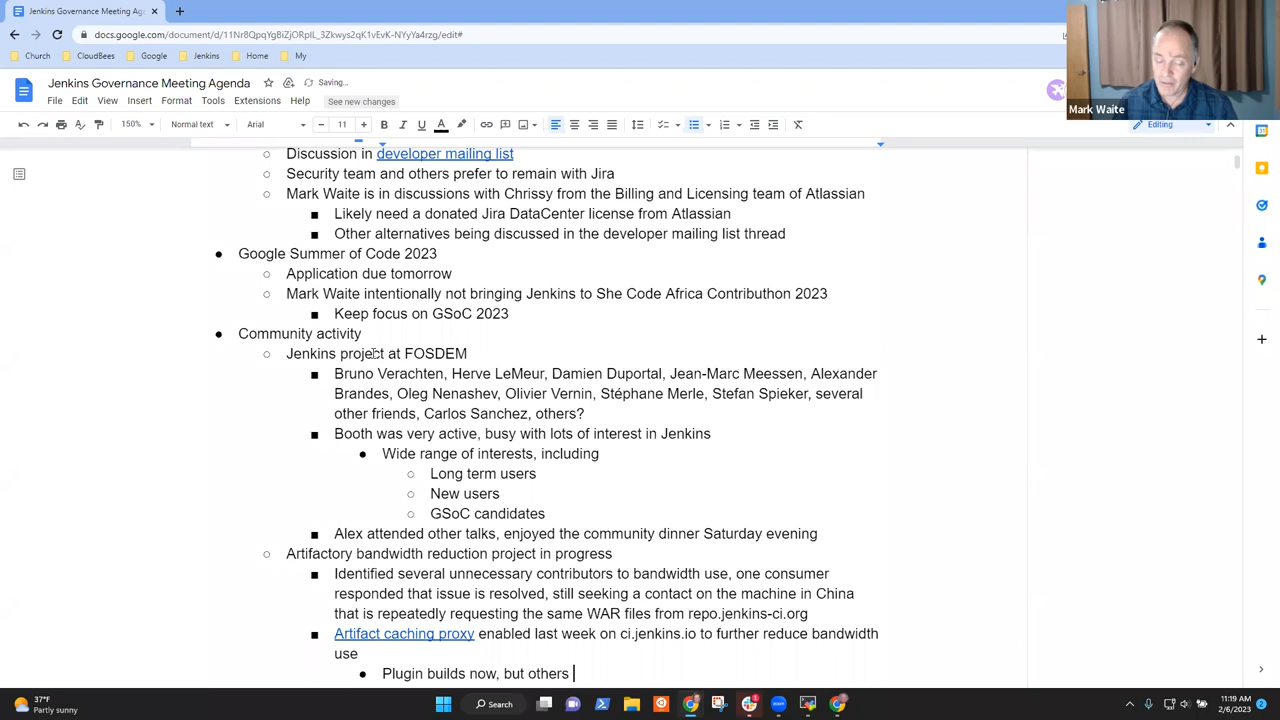 Jenkins Governance Meeting Age
docs.google.com/document/d/11Nr8QpqYgBiZjORpIL_3Zkwys2qK1vEvK-NYyYa4rzg/edit#
Church
CloudBees
Google
Jenkins
Home
My
Mark Waite
Jenkins Governance Meeting Agenda
Saving...
File Edit View Insert Format Tools Extensions Help
See new changes
150%
Normal text
Arial
11
Editing
Discussion in developer mailing list
Security team and others prefer to remain with Jira
Mark Waite is in discussions with Chrissy from the Billing and Licensing team of Atlassian
Likely need a donated Jira DataCenter license from Atlassian
Other alternatives being discussed in the developer mailing list thread
Google Summer of Code 2023
Application due tomorrow
Mark Waite intentionally not bringing Jenkins to She Code Africa Contributhon 2023
Keep focus on GSoC 2023
Community activity
Jenkins project at FOSDEM
Bruno Verachten, Herve LeMeur, Damien Duportal, Jean-Marc Meessen, Alexander
Brandes, Oleg Nenashev, Olivier Vernin, Stéphane Merle, Stefan Spieker, several
other friends, Carlos Sanchez, others?
Booth was very active, busy with lots of interest in Jenkins
Wide range of interests, including
Long term users
New users
GSoC candidates
Alex attended other talks, enjoyed the community dinner Saturday evening
Artifactory bandwidth reduction project in progress
Identified several unnecessary contributors to bandwidth use, one consumer
responded that issue is resolved, still seeking a contact on the machine in China
that is repeatedly requesting the same WAR files from repo.jenkins-ci.org
Artifact caching proxy enabled last week on ci.jenkins.io to further reduce bandwidth
use
Plugin builds now, but others
37°F
Partly sunny
Search
11:19 AM
2/6/2023